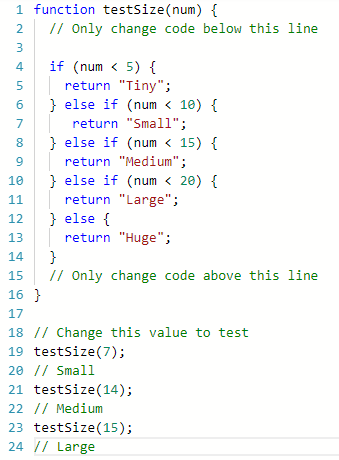 1 function testSize(num) {
2 // Only change code below this line
3
4 if (num < 5) {
5 return "Tiny";
6 } else if (num < 10) {
7 return "Small";
8 } else if (num < 15) {
9 return "Medium";
10 } else if (num < 20) {
11 return "Large";
12 } else {
13 return "Huge";
14 }
15 // Only change code above this line
16 }
17
18 // Change this value to test
19 testSize(7);
20 // Small
21 testSize(14);
22 // Medium
23 testSize(15);
24 // Large